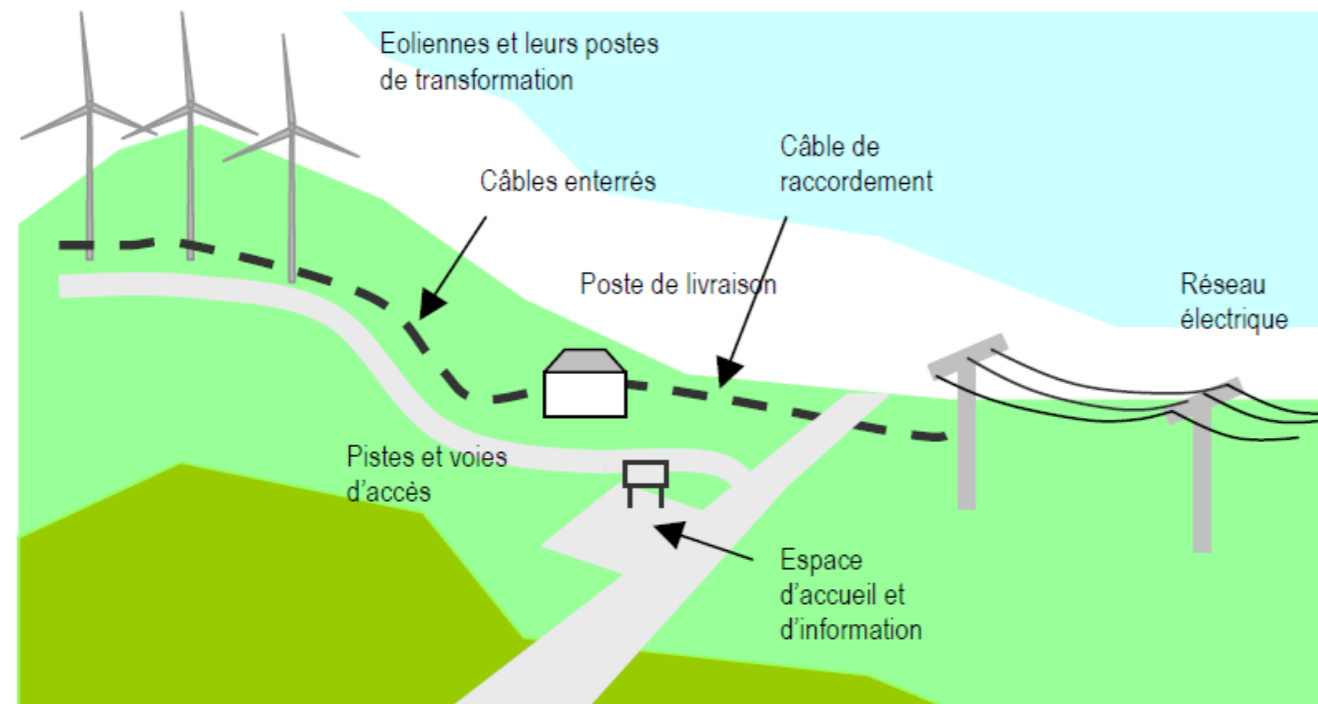 Eoliennes et leurs postes
de transformation
Câbles enterrés
Câble de
raccordement
Poste de livraison
Réseau
électrique
Pistes et voies
d'accès
Espace
d'accueil et
d'information